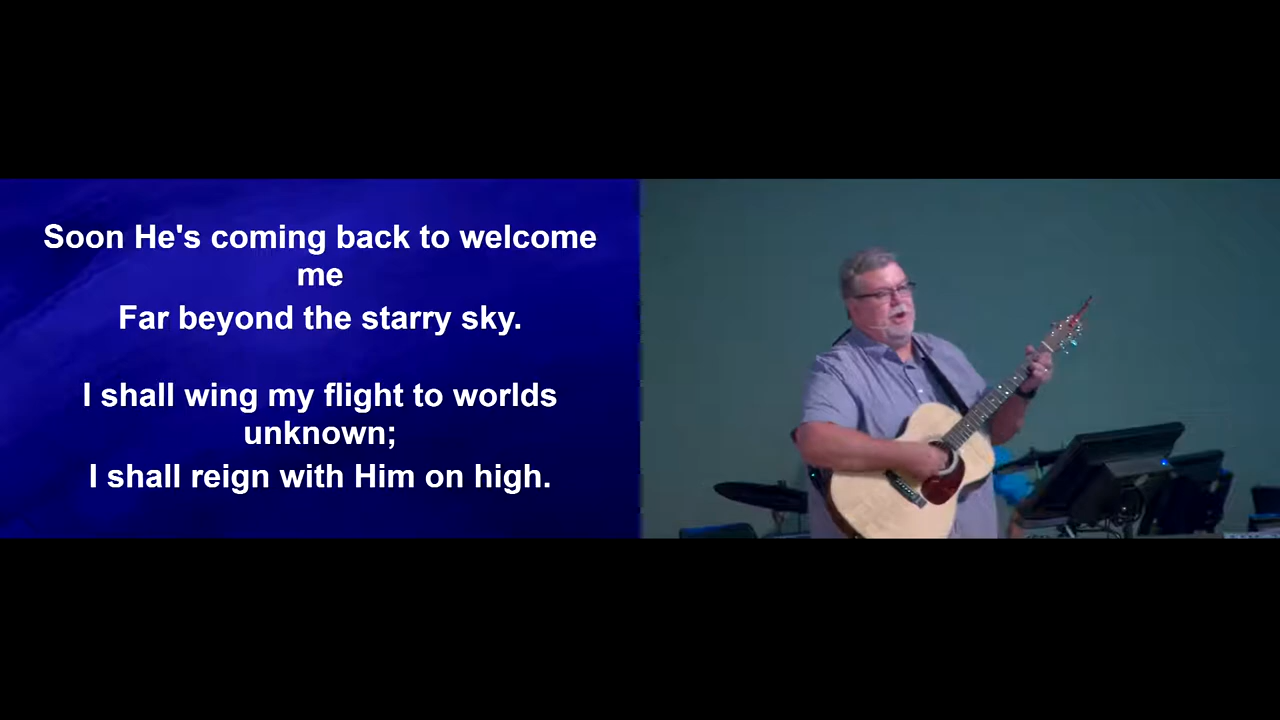 Soon He's coming back to welcome
me
Far beyond the starry sky.
I shall wing my flight to worlds
unknown;
I shall reign with Him on high.